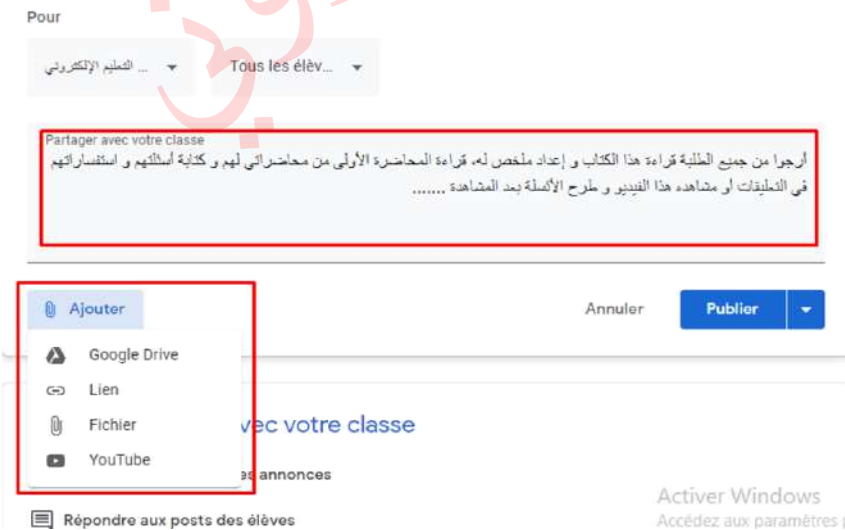 Pour
... التعليم الإلكتروني
Tous les élèv...
Partager avec votre classe
أرجوا من جميع الطلبة قراءة هذا الكتاب و إعداد ملخص له، قراءة المحاضرة الأولى من محاضراتي لهم و كتابة أسئلتهم و استفساراتهم
في التعليقات أو مشاهده هذا الفيديو و طرح الأسئلة بعد المشاهدة .......
Ajouter
Annuler
Publier
Google Drive
Lien
Fichier
YouTube
vec votre classe
es annonces
Répondre aux posts des élèves
Activer Windows
Accédez aux paramètres p